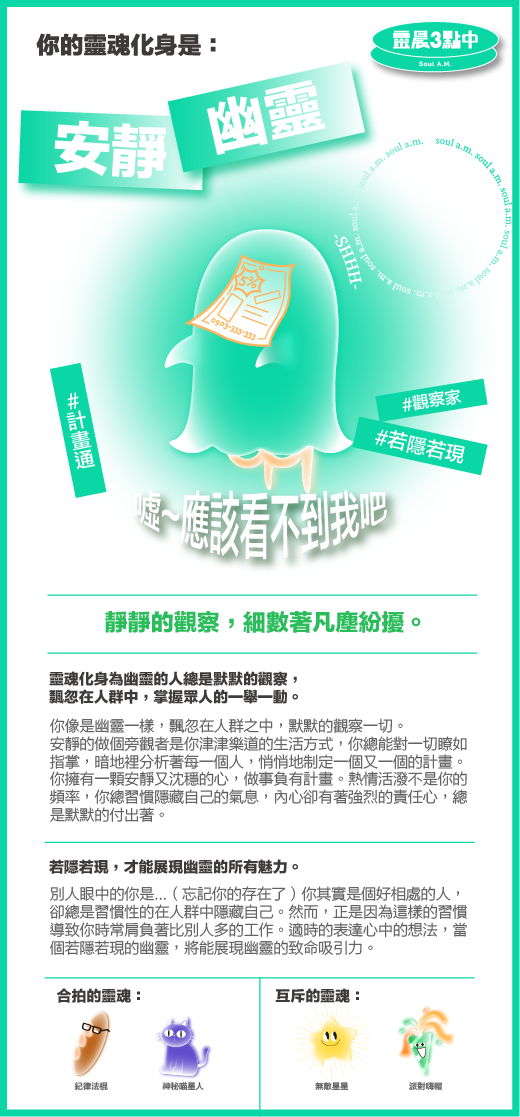 你的靈魂化身是：
靈晨3點中
Soul A.M.
安靜
幽靈
soul a.m. soul a.m. soul a.m. soul a.m. soul a.m. soul a.m. soul a.m. soul a.m.
SHHH~
5%
0903-333-333
#計畫通
#觀察家
#若隱若現
噓~應該看不到我吧
靜靜的觀察，細數著凡塵紛擾。
靈魂化身為幽靈的人總是默默的觀察，
飄忽在人群中，掌握眾人的一舉一動。
你像是幽靈一樣，飄忽在人群之中，默默的觀察一切。
安靜的做個旁觀者是你津津樂道的生活方式，你總能對一切瞭如
指掌，暗地裡分析著每一個人，悄悄地制定一個又一個的計畫。
你擁有一顆安靜又沈穩的心，做事負有計畫。熱情活潑不是你的
頻率，你總習慣隱藏自己的氣息，內心卻有著強烈的責任心，總
是默默的付出著。
若隱若現，才能展現幽靈的所有魅力。
別人眼中的你是...（忘記你的存在了）你其實是個好相處的人，
卻總是習慣性的在人群中隱藏自己。然而，正是因為這樣的習慣
導致你時常肩負著比別人多的工作。適時的表達心中的想法，當
個若隱若現的幽靈，將能展現幽靈的致命吸引力。
合拍的靈魂：
互斥的靈魂：
紀律法棍
神秘喵星人
無敵星星
派對嗨帽